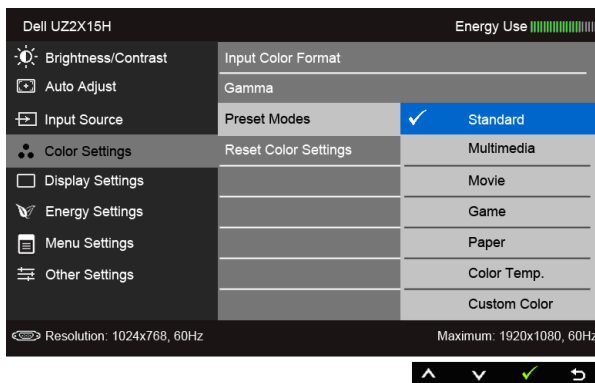 Dell UZ2X15H Energy Use
Brightness/Contrast Input Color Format
Auto Adjust Gamma
Input Source Preset Modes Standard
Color Settings Reset Color Settings Multimedia
Display Settings Movie
Energy Settings Game
Menu Settings Paper
Other Settings Color Temp.
Custom Color
Resolution: 1024x768, 60Hz Maximum: 1920x1080, 60Hz